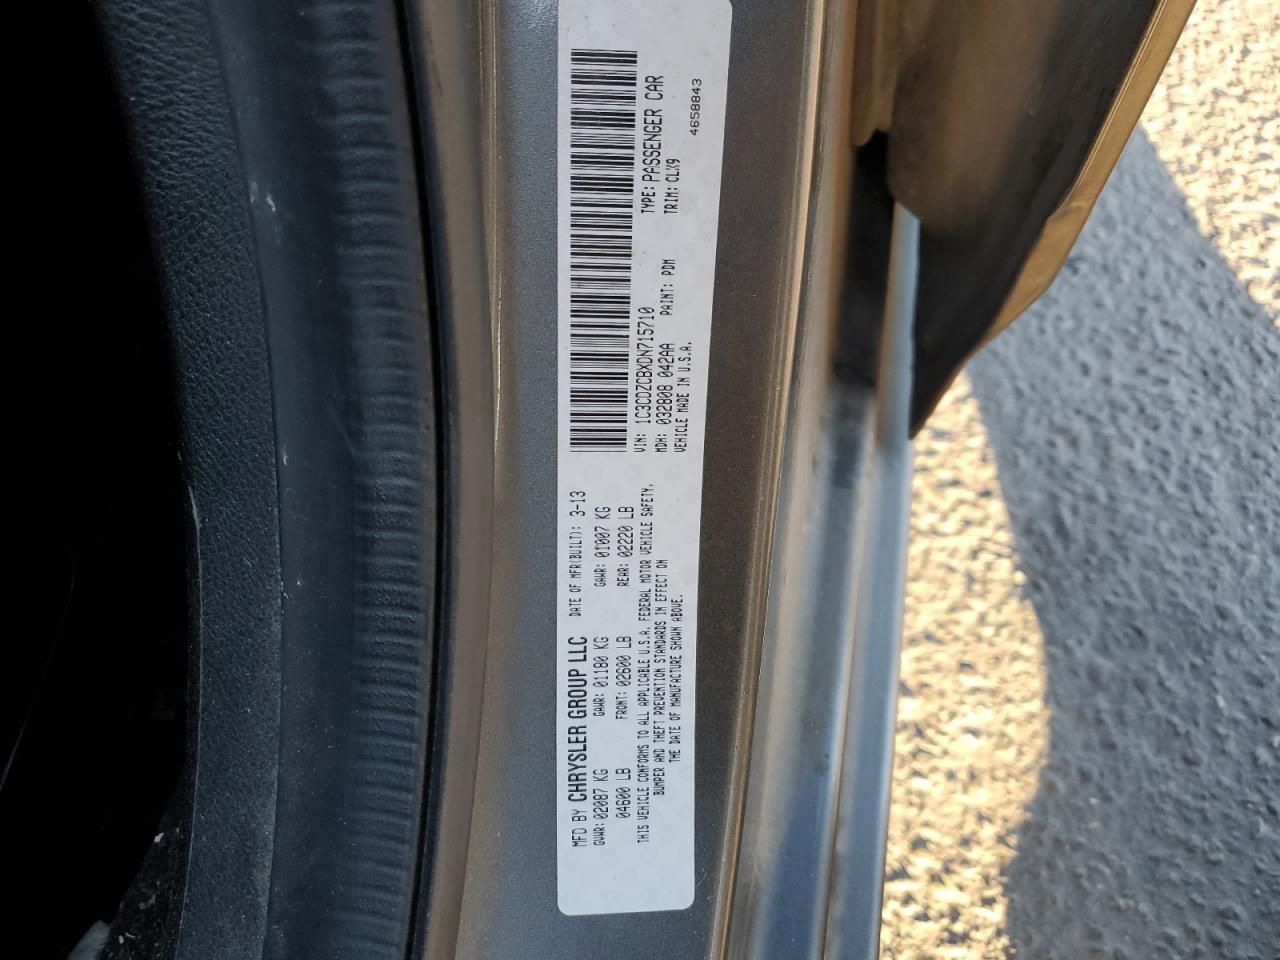 MFD BY CHRYSLER GROUP LLC DATE OF MFR(BUILT): 3-13
GVWR: 02087 KG GAWR: 01180 KG GAWR: 01007 KG
04600 LB FRONT: 02600 LB REAR: 02220 LB
THIS VEHICLE CONFORMS TO ALL APPLICABLE U.S.A. FEDERAL MOTOR VEHICLE SAFETY,
BUMPER AND THEFT PREVENTION STANDARDS IN EFFECT ON
THE DATE OF MANUFACTURE SHOWN ABOVE.
VIN: 1C3CDZCBXDN715710 TYPE: PASSENGER CAR
MDH: 032808 042AA PAINT: PDM TRIM: CLX9
VEHICLE MADE IN U.S.A.
4658843